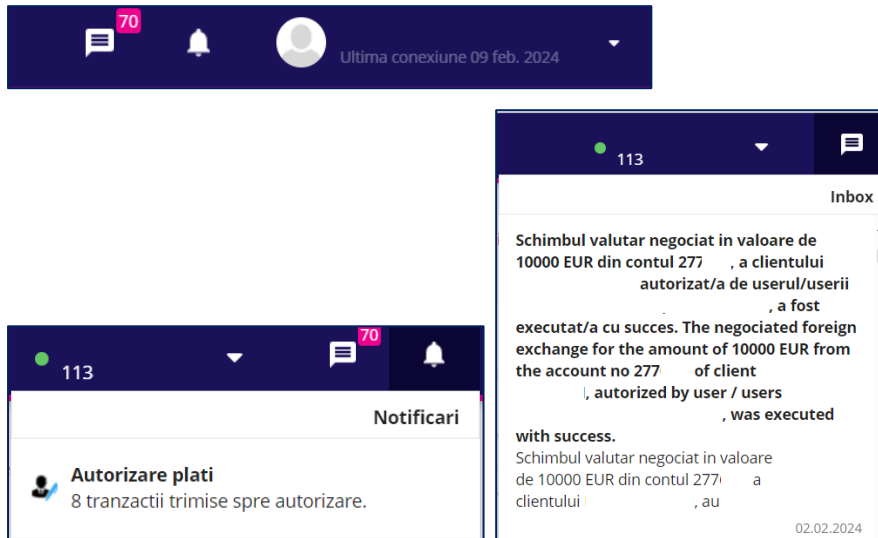 70
Ultima conexiune 09 feb. 2024
113
Inbox
Schimbul valutar negociat in valoare de
10000 EUR din contul 277 , a clientului
autorizat/a de userul/userii
, a fost
executat/a cu succes. The negociated foreign
exchange for the amount of 10000 EUR from
the account no 277 of client
, autorized by user / users
, was executed
with success.
Schimbul valutar negociat in valoare
de 10000 EUR din contul 277 a
clientului , au
02.02.2024
113
70
Notificari
Autorizare plati
8 tranzactii trimise spre autorizare.